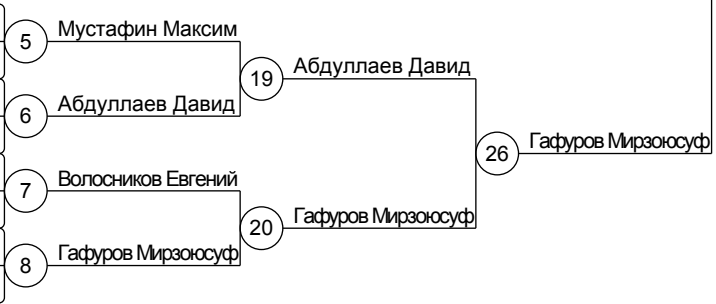 Мустафин Максим
5
Абдуллаев Давид
19
Абдуллаев Давид
6
Гафуров Мирзоюсуф
26
Волосников Евгений
7
Гафуров Мирзоюсуф
20
Гафуров Мирзоюсуф
8